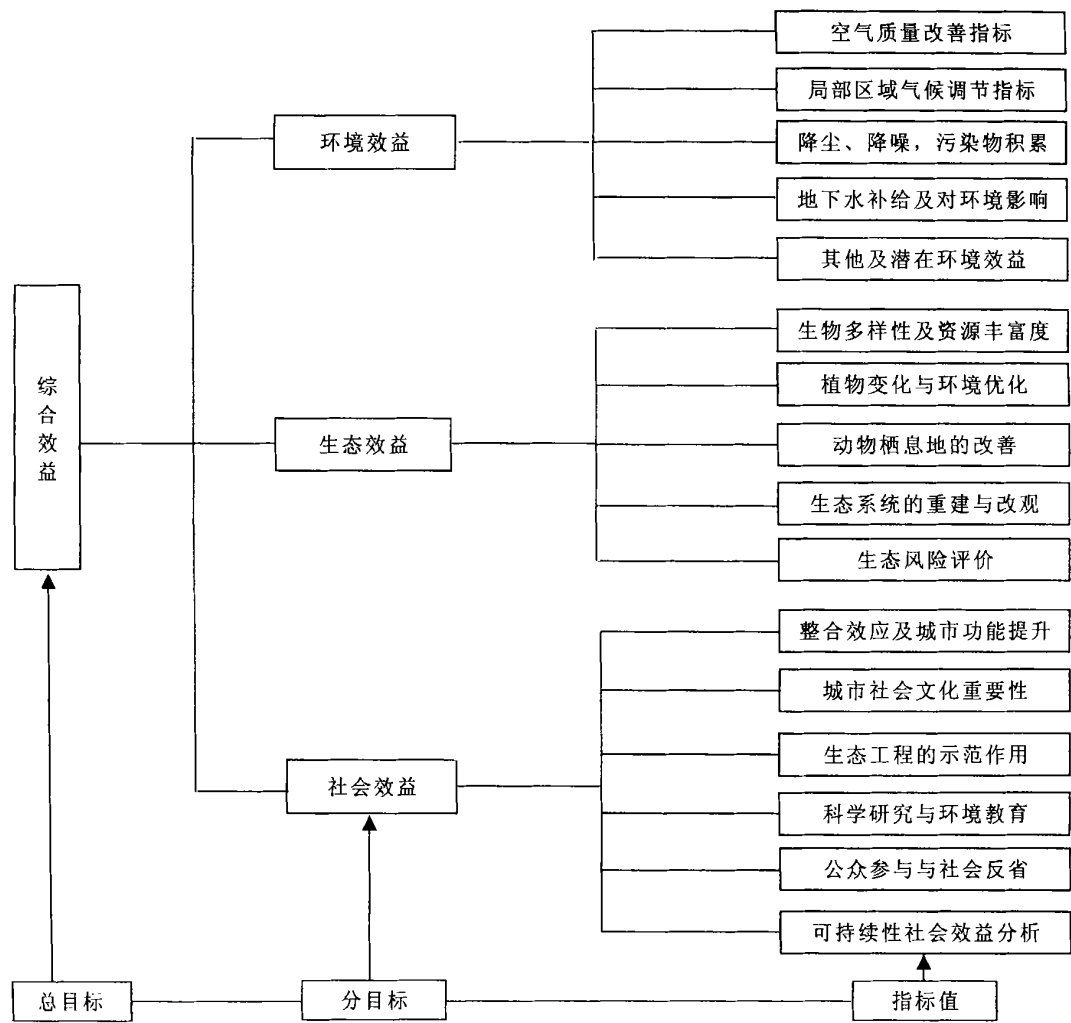 综合效益
环境效益
空气质量改善指标
局部区域气候调节指标
降尘、降噪，污染物积累
地下水补给及对环境影响
其他及潜在环境效益
生态效益
生物多样性及资源丰富度
植物变化与环境优化
动物栖息地的改善
生态系统的重建与改观
生态风险评价
社会效益
整合效应及城市功能提升
城市社会文化重要性
生态工程的示范作用
科学研究与环境教育
公众参与与社会反省
可持续性社会效益分析
总目标
分目标
指标值